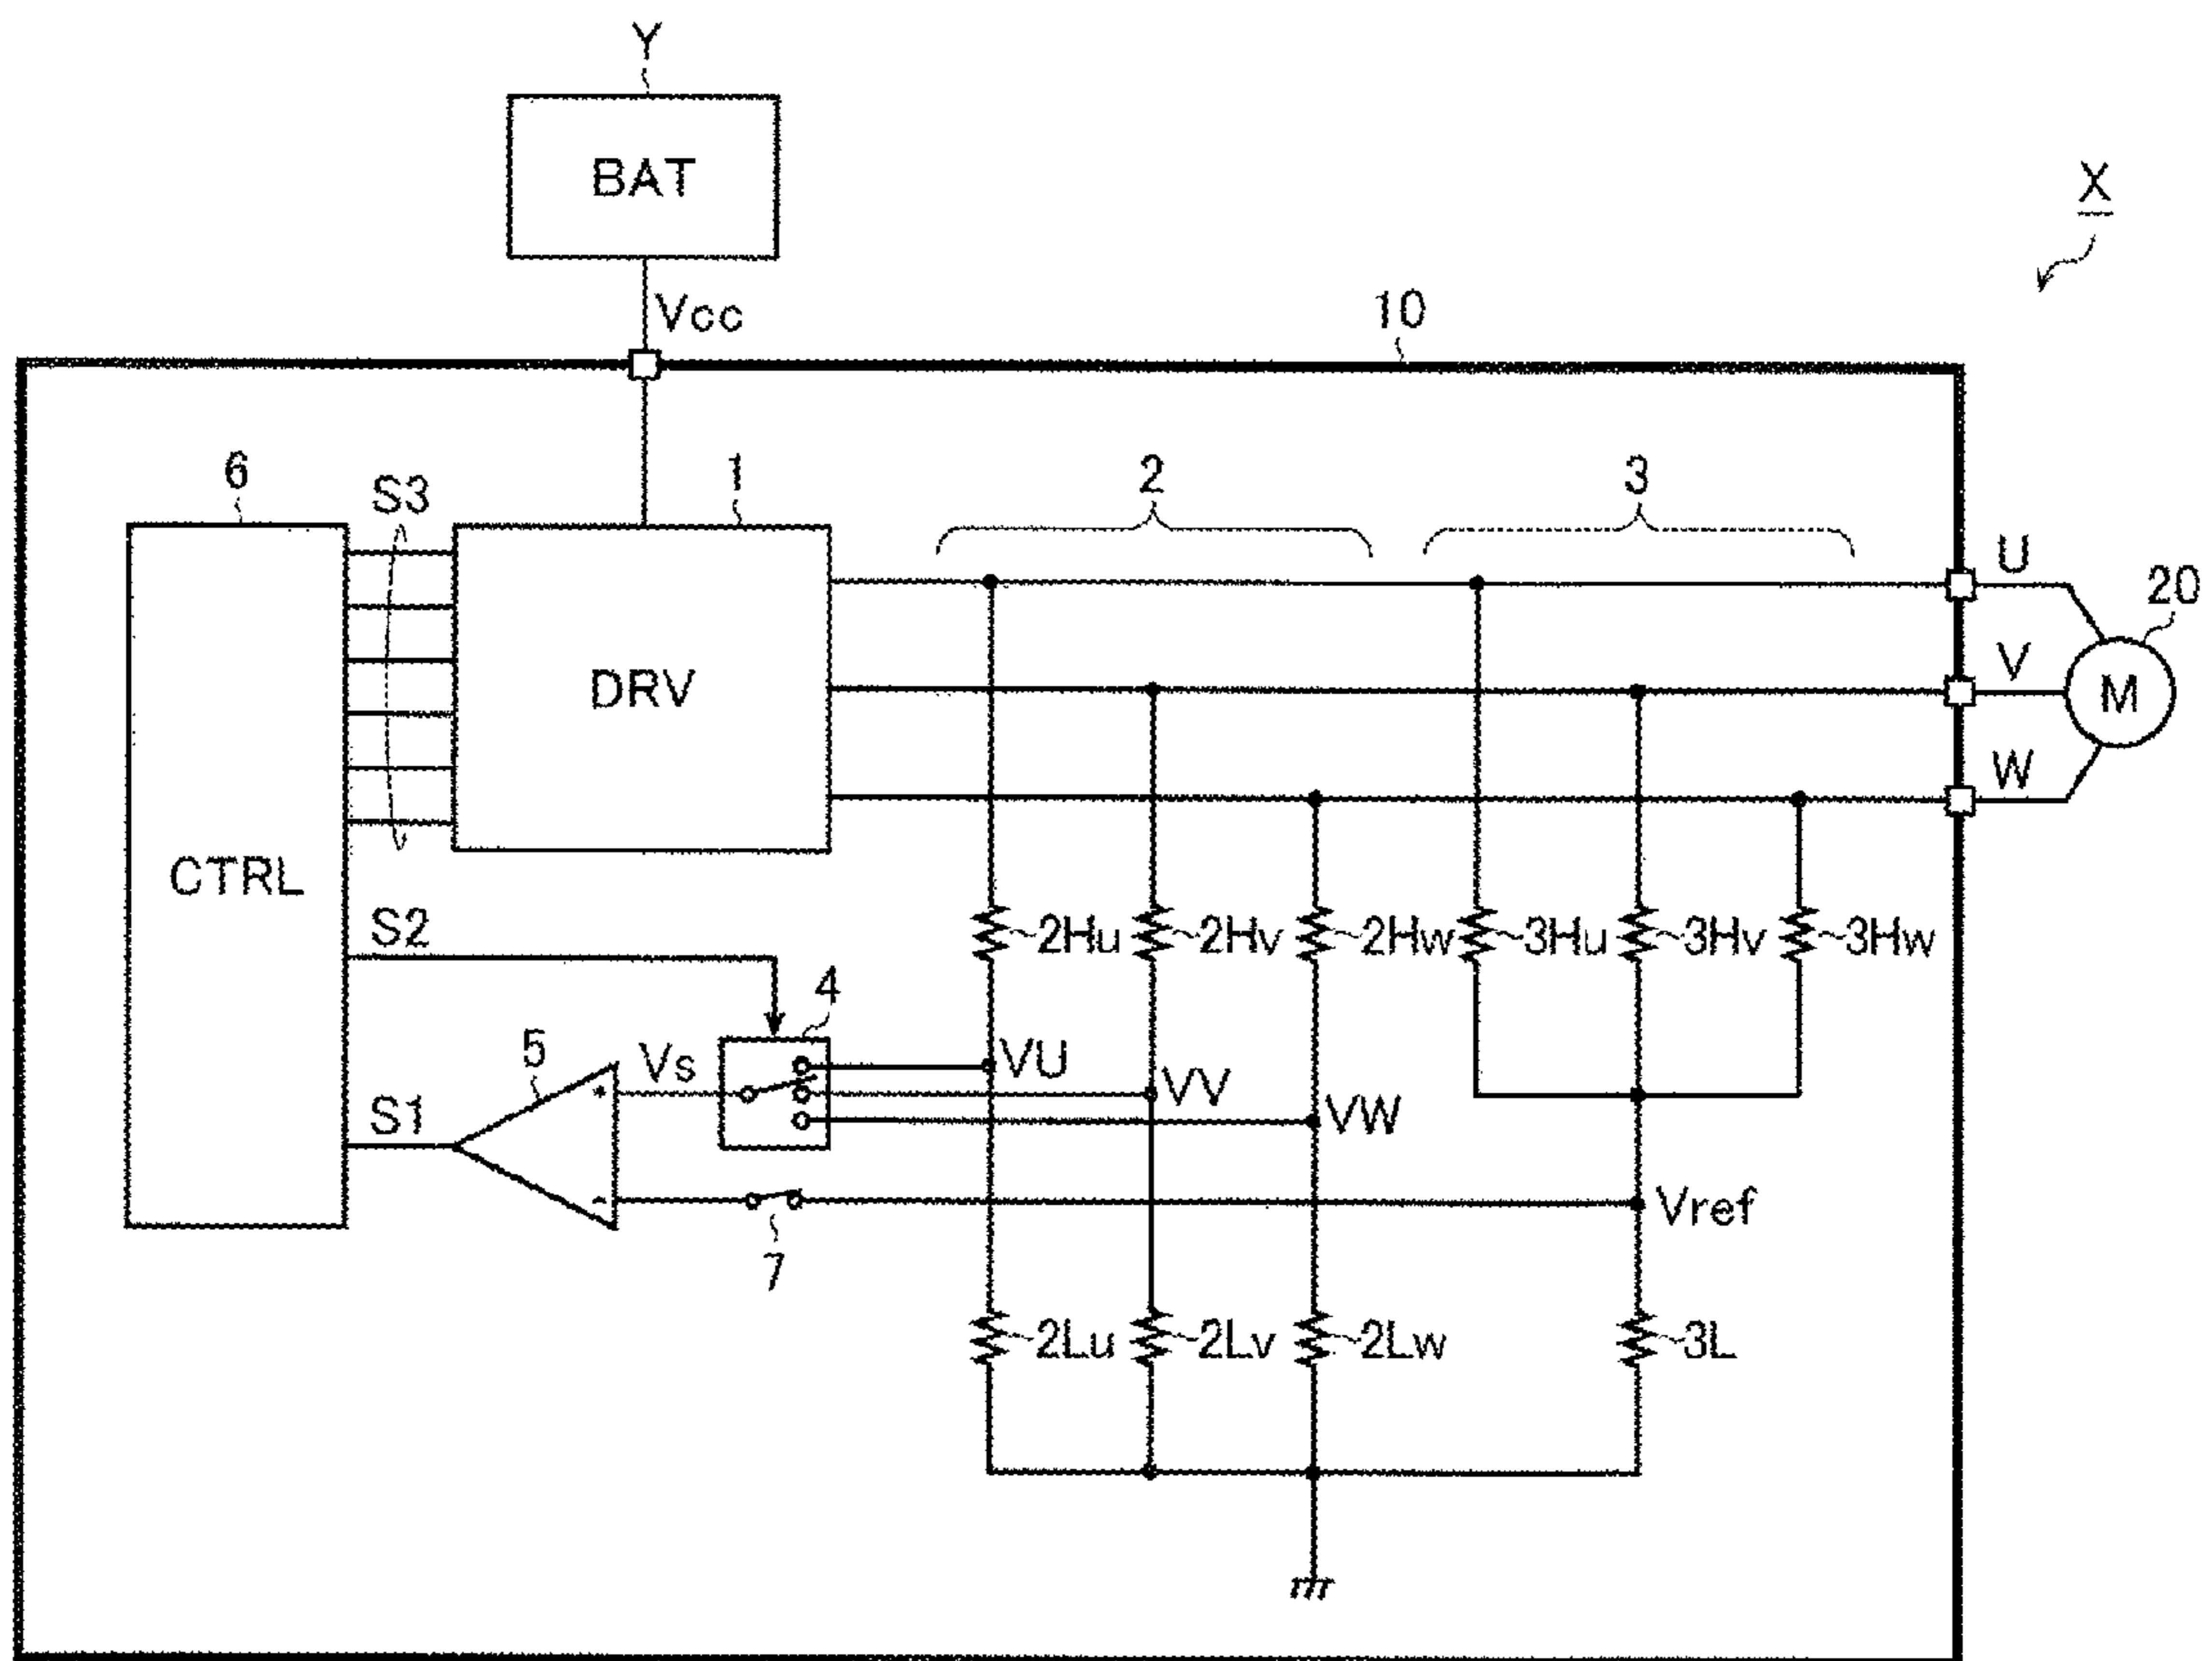 Y
BAT
X
Vcc
10
6
S3
1
2
3
U
20
DRV
V
M
W
CTRL
S2
2Hu
2Hv
2Hw
3Hu
3Hv
3Hw
4
5
Vs
VU
VV
S1
+
VW
-
Vref
7
2Lu
2Lv
2Lw
3L